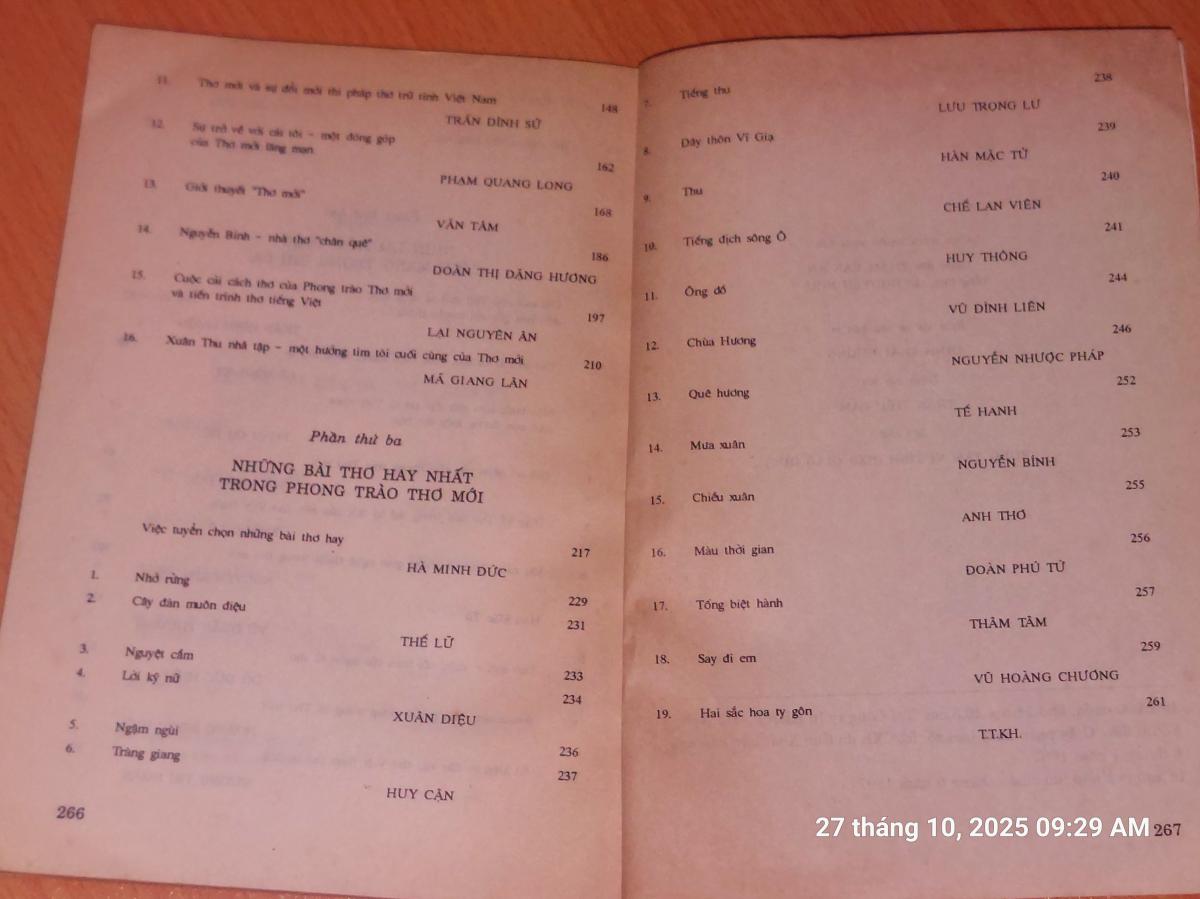 11. Thơ mới và sự đổi mới thi pháp thơ trữ tình Việt Nam 148
TRẦN ĐÌNH SỬ
12. Sự trở về với cái tôi – một đóng góp
của Thơ mới lãng mạn 162
PHẠM QUANG LONG
13. Giới thuyết "Thơ mới" 168
VĂN TÂM
14. Nguyễn Bính – nhà thơ "chân quê" 186
ĐOÀN THỊ ĐẶNG HƯƠNG
15. Cuộc cải cách thơ của Phong trào Thơ mới
và tiến trình thơ tiếng Việt 197
LẠI NGUYÊN ÂN
16. Xuân Thu nhã tập – một hướng tìm tòi cuối cùng của Thơ mới 210
MÃ GIANG LÂN
Phần thứ ba
NHỮNG BÀI THƠ HAY NHẤT
TRONG PHONG TRÀO THƠ MỚI
Việc tuyển chọn những bài thơ hay 217
HÀ MINH ĐỨC
1. Nhớ rừng 229
2. Cây đàn muôn điệu 231
THẾ LỮ
3. Nguyệt cầm 233
4. Lời kỹ nữ 234
XUÂN DIỆU
5. Ngậm ngùi 236
6. Tràng giang 237
HUY CẬN
266
7. Tiếng thu 238
LƯU TRỌNG LƯ
8. Đây thôn Vĩ Giạ 239
HÀN MẶC TỬ
9. Thu 240
CHẾ LAN VIÊN
10. Tiếng địch sông Ô 241
HUY THÔNG
11. Ông đồ 244
VŨ ĐÌNH LIÊN
12. Chùa Hương 246
NGUYỄN NHƯỢC PHÁP
13. Quê hương 252
TẾ HANH
14. Mưa xuân 253
NGUYỄN BÍNH
15. Chiều xuân 255
ANH THƠ
16. Màu thời gian 256
ĐOÀN PHÚ TỨ
17. Tống biệt hành 257
THÂM TÂM
18. Say đi em 259
VŨ HOÀNG CHƯƠNG
19. Hai sắc hoa ty gôn 261
T.T.KH.
27 tháng 10, 2025 09:29 AM
267